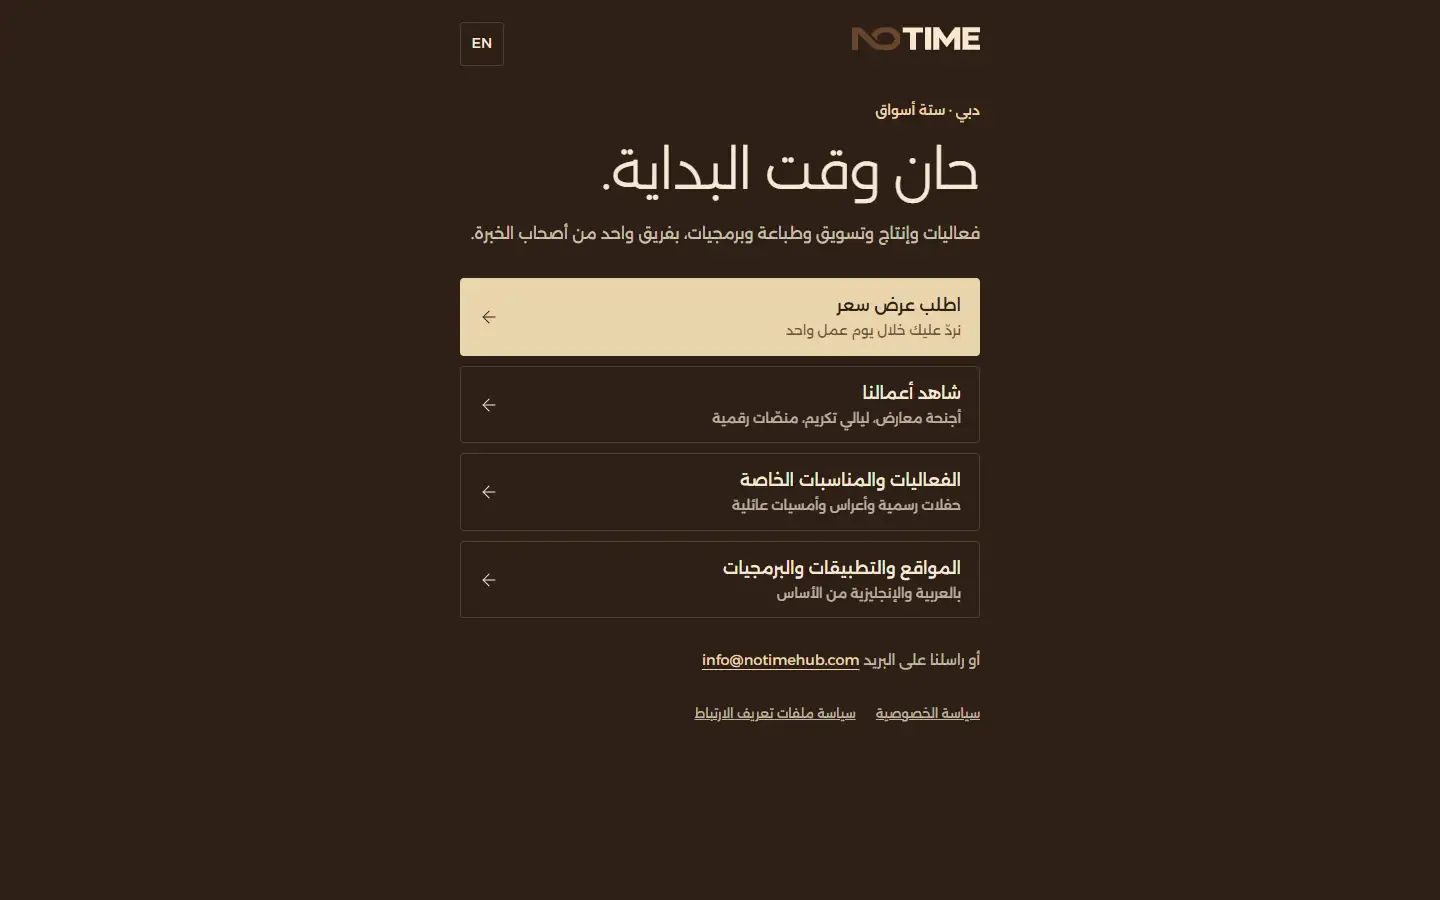 NOTIME
EN
دبي · ستة أسواق
حان وقت البداية.
فعاليات وإنتاج وتسويق وطباعة وبرمجيات، بفريق واحد من أصحاب الخبرة.
اطلب عرض سعر
نردّ عليك خلال يوم عمل واحد
شاهد أعمالنا
أجنحة معارض، ليالي تكريم، منصّات رقمية
الفعاليات والمناسبات الخاصة
حفلات رسمية وأعراس وأمسيات عائلية
المواقع والتطبيقات والبرمجيات
بالعربية والإنجليزية من الأساس
أو راسلنا على البريد info@notimehub.com
سياسة الخصوصية سياسة ملفات تعريف الارتباط